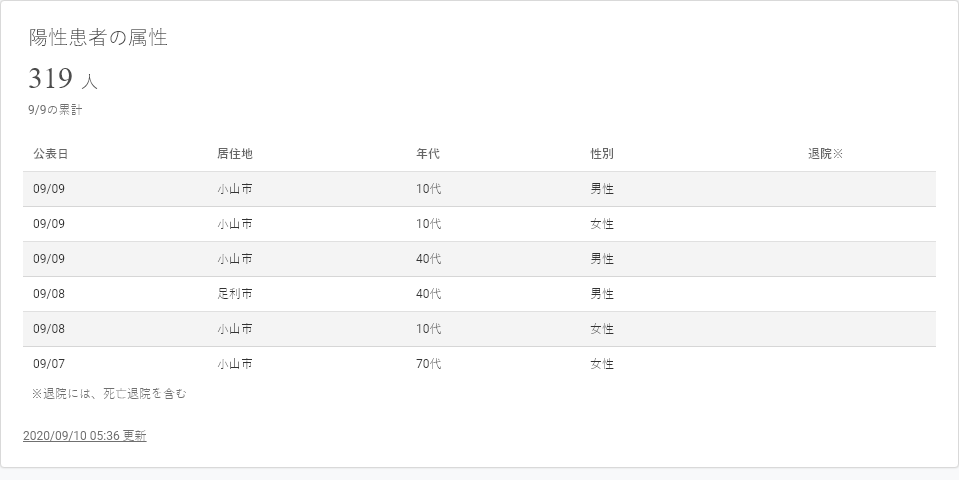 陽性患者の属性
319 人
9/9の累計
公表日 居住地 年代 性別 退院※
09/09 小山市 10代 男性
09/09 小山市 10代 女性
09/09 小山市 40代 男性
09/08 足利市 40代 男性
09/08 小山市 10代 女性
09/07 小山市 70代 女性
※退院には、死亡退院を含む
2020/09/10 05:36 更新